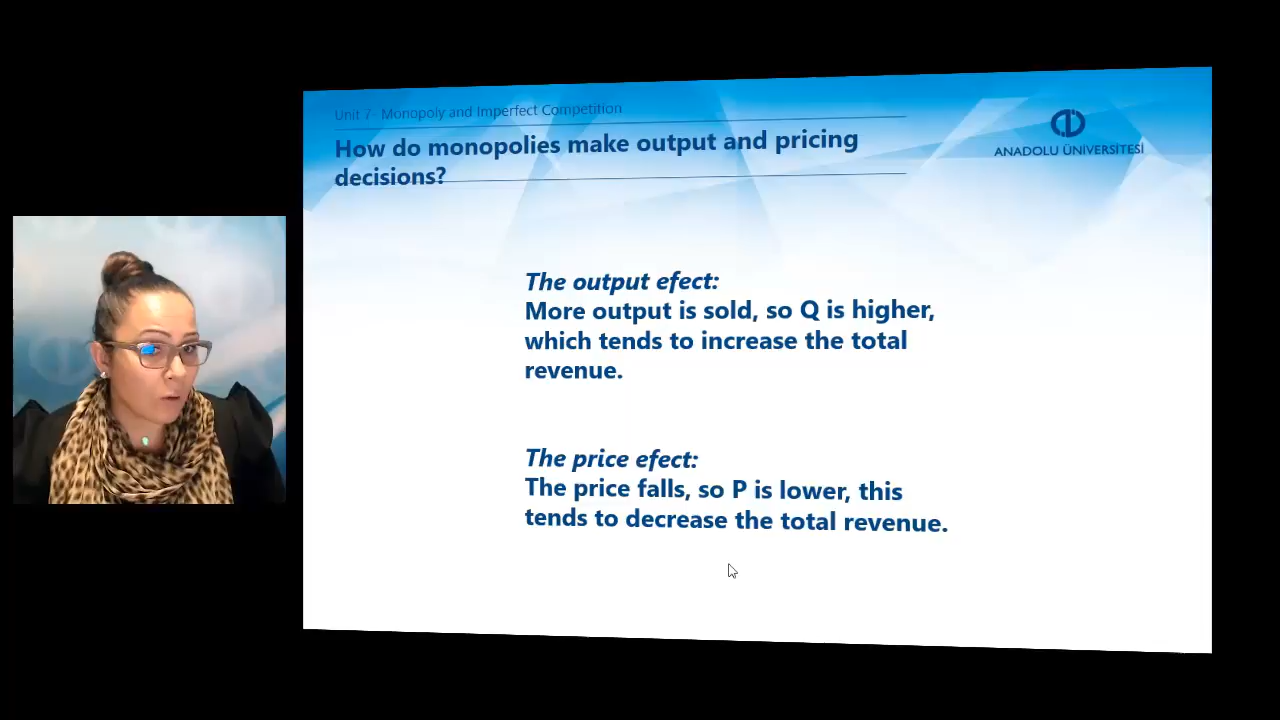 Unit 7- Monopoly and Imperfect Competition
How do monopolies make output and pricing
decisions?
ANADOLU ÜNİVERSİTESİ
The output efect:
More output is sold, so Q is higher,
which tends to increase the total
revenue.
The price efect:
The price falls, so P is lower, this
tends to decrease the total revenue.